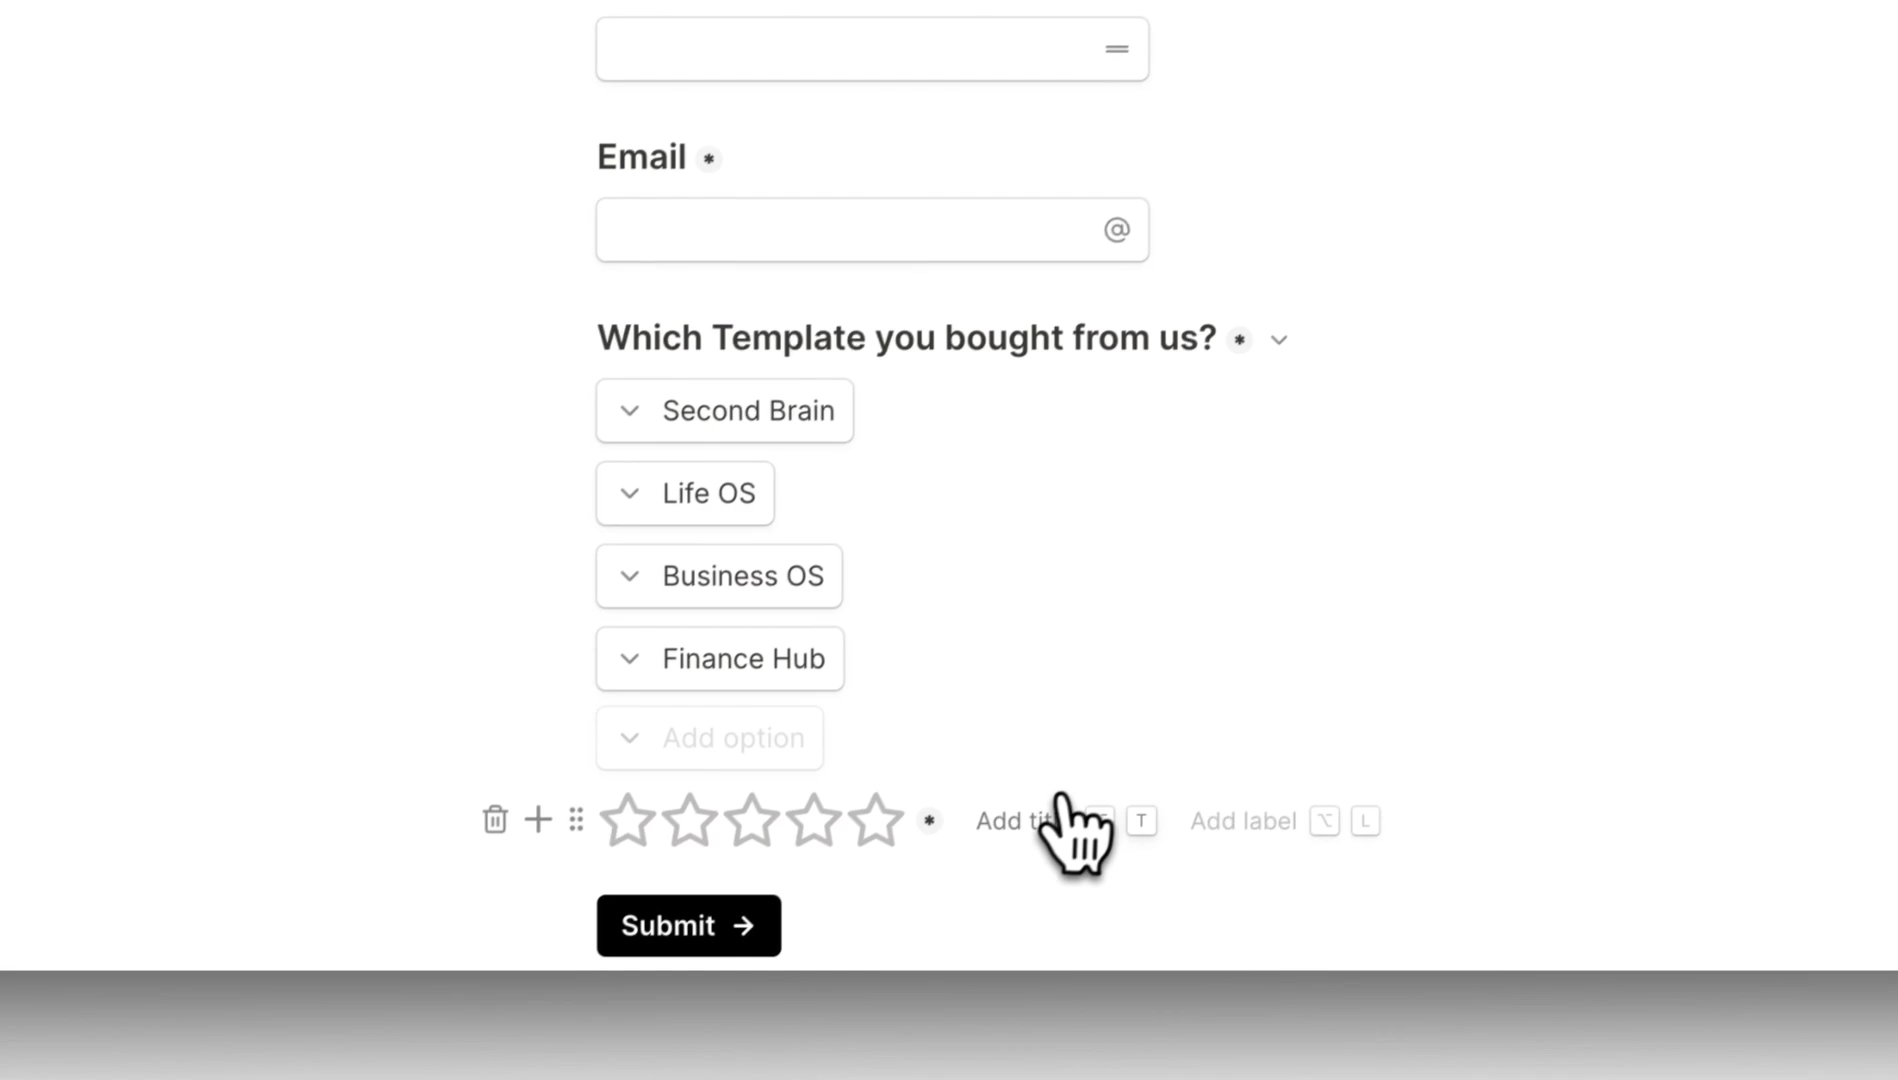 Email *
@
Which Template you bought from us? *
Second Brain
Life OS
Business OS
Finance Hub
Add option
* Add T Add label ⌥ L
Submit →